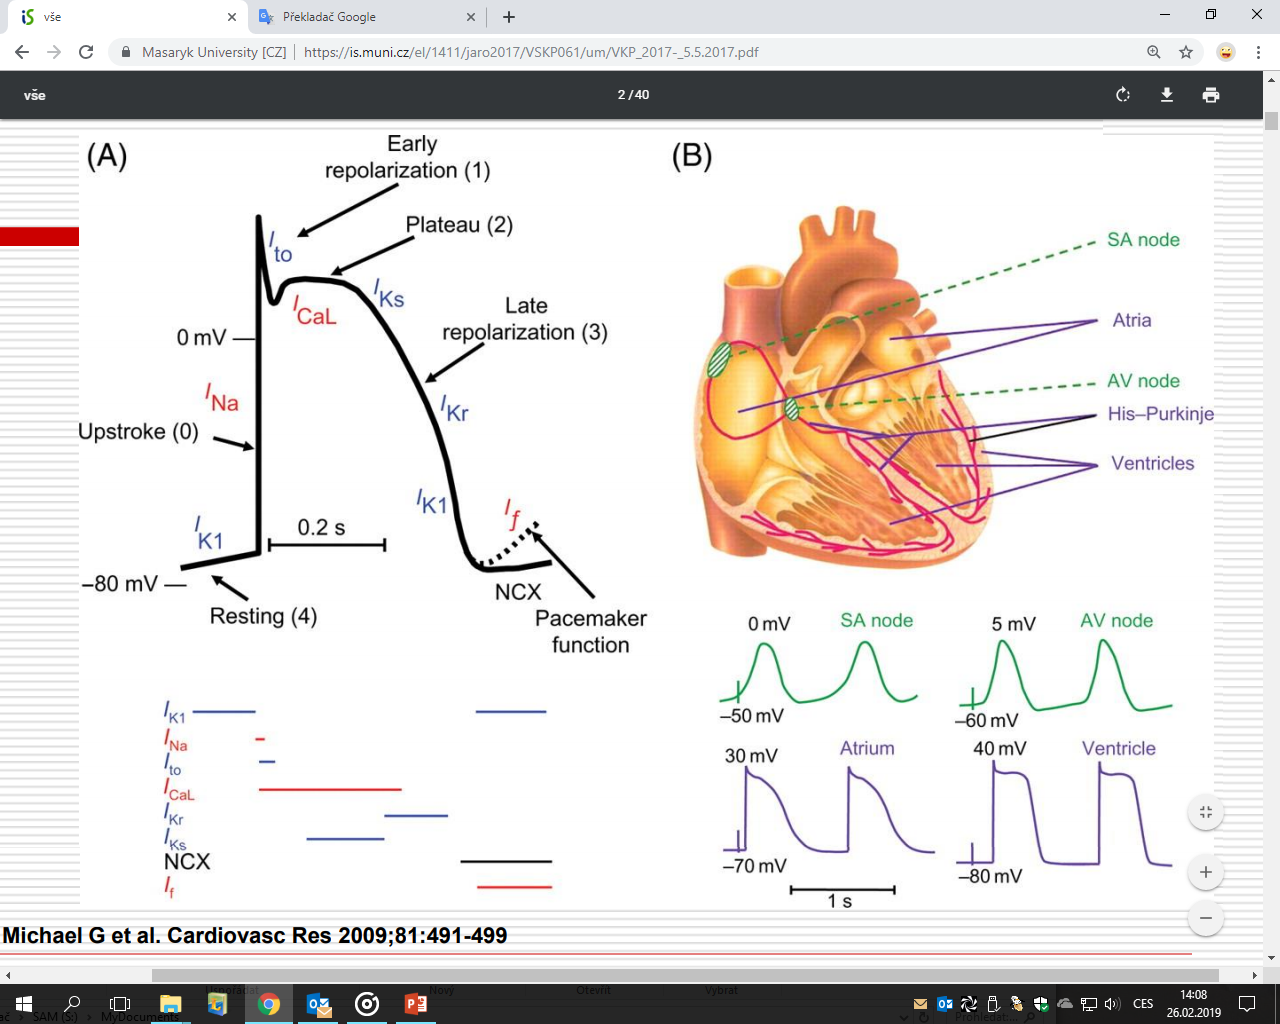 vše
Překladač Google
Masaryk University [CZ]
https://is.muni.cz/el/1411/jaro2017/VSKP061/um/VKP_2017-_5.5.2017.pdf
vše
2 / 40
(A)
Early
repolarization (1)
Plateau (2)
Ito
ICaL
IKs
Late
repolarization (3)
0 mV
INa
IKr
Upstroke (0)
IK1
IK1
If
0.2 s
–80 mV
NCX
Resting (4)
Pacemaker
function
IK1
INa
Ito
ICaL
IKr
IKs
NCX
If
(B)
SA node
Atria
AV node
His–Purkinje
Ventricles
0 mV
SA node
–50 mV
5 mV
AV node
–60 mV
30 mV
Atrium
–70 mV
40 mV
Ventricle
–80 mV
1 s
Michael G et al. Cardiovasc Res 2009;81:491-499
Nový
Otevřít
Vybrat
SAM (S:)
MyDocuments
CES
14:08
26.02.2019